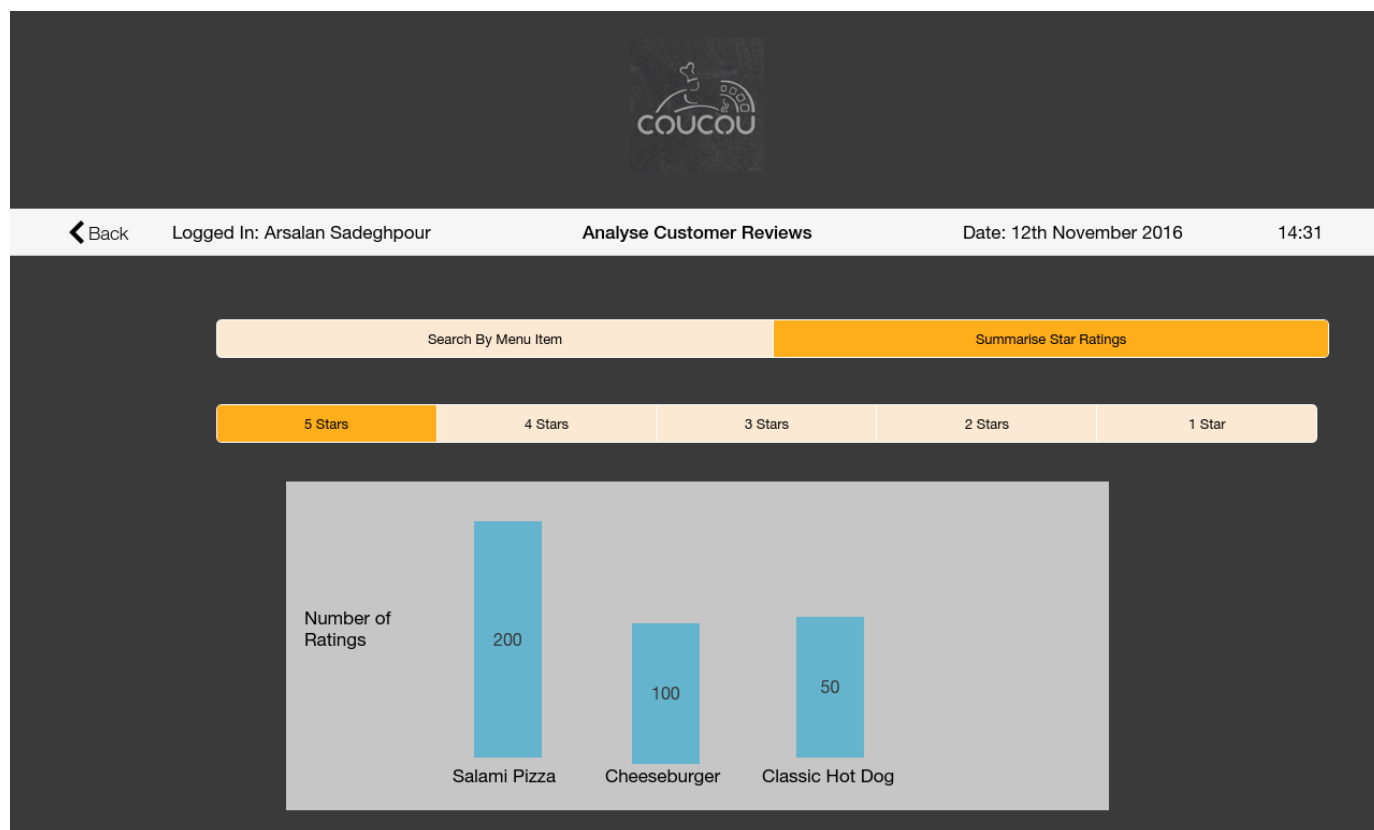 COUCOU
Back Logged In: Arsalan Sadeghpour Analyse Customer Reviews Date: 12th November 2016 14:31
Search By Menu Item Summarise Star Ratings
5 Stars 4 Stars 3 Stars 2 Stars 1 Star
Number of
Ratings
200
100
50
Salami Pizza Cheeseburger Classic Hot Dog